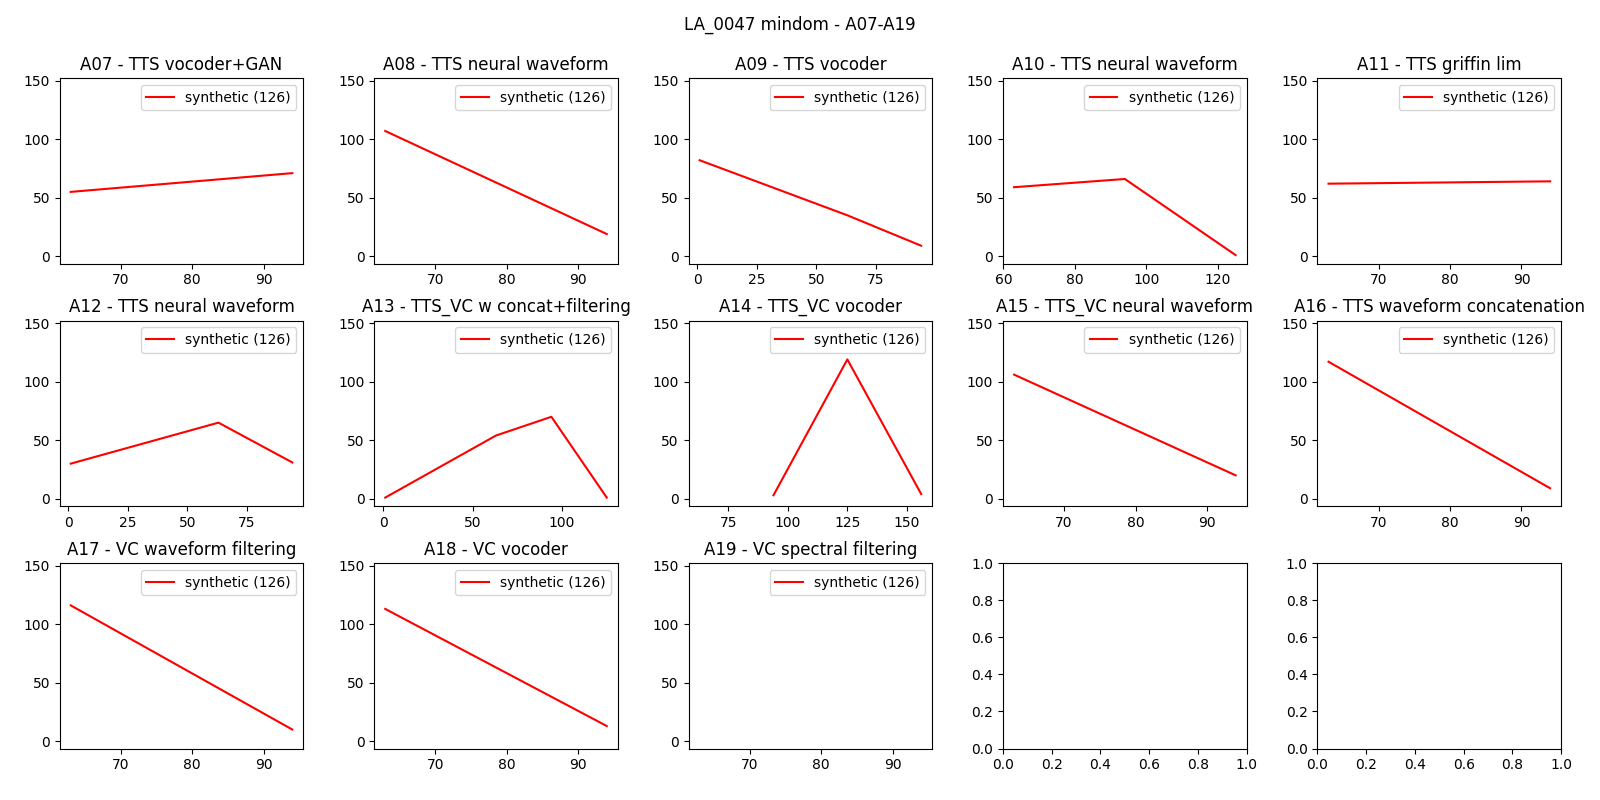 LA_0047 mindom - A07-A19
A07 - TTS vocoder+GAN
A08 - TTS neural waveform
A09 - TTS vocoder
A10 - TTS neural waveform
A11 - TTS griffin lim
150
100
50
0
70 80 90
synthetic (126)
150
100
50
0
70 80 90
synthetic (126)
150
100
50
0
0 25 50 75
synthetic (126)
150
100
50
0
60 80 100 120
synthetic (126)
150
100
50
0
70 80 90
synthetic (126)
A12 - TTS neural waveform
A13 - TTS_VC w concat+filtering
A14 - TTS_VC vocoder
A15 - TTS_VC neural waveform
A16 - TTS waveform concatenation
150
100
50
0
0 25 50 75
synthetic (126)
150
100
50
0
0 50 100
synthetic (126)
150
100
50
0
75 100 125 150
synthetic (126)
150
100
50
0
70 80 90
synthetic (126)
150
100
50
0
70 80 90
synthetic (126)
A17 - VC waveform filtering
A18 - VC vocoder
A19 - VC spectral filtering
150
100
50
0
70 80 90
synthetic (126)
150
100
50
0
70 80 90
synthetic (126)
150
100
50
0
70 80 90
synthetic (126)
1.0
0.8
0.6
0.4
0.2
0.0
0.0 0.2 0.4 0.6 0.8 1.0
1.0
0.8
0.6
0.4
0.2
0.0
0.0 0.2 0.4 0.6 0.8 1.0